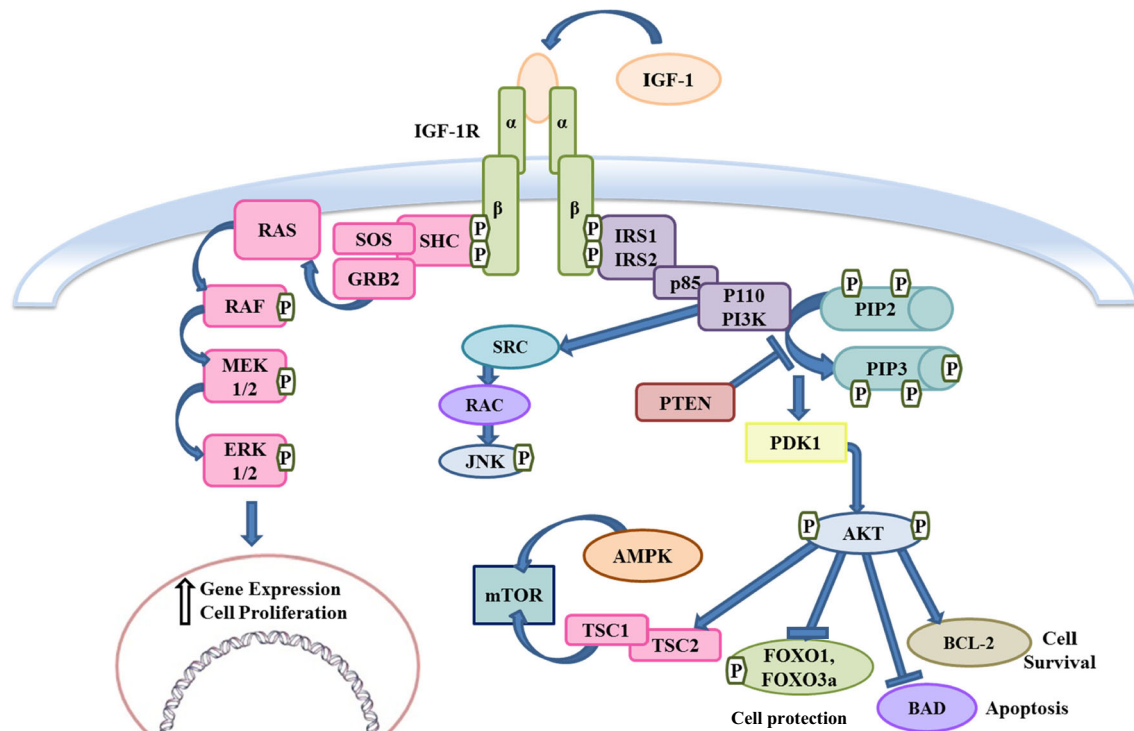 IGF-1
IGF-1R
α
α
β
β
P
P
P
P
RAS
SOS
SHC
GRB2
IRS1
IRS2
p85
P110
PI3K
P
P
PIP2
RAF
P
MEK
1/2
P
ERK
1/2
P
SRC
RAC
JNK
P
PTEN
PIP3
P
P
P
PDK1
P
AKT
P
AMPK
mTOR
TSC1
TSC2
FOXO1,
FOXO3a
P
Cell protection
BCL-2
Cell
Survival
BAD
Apoptosis
Gene Expression
Cell Proliferation